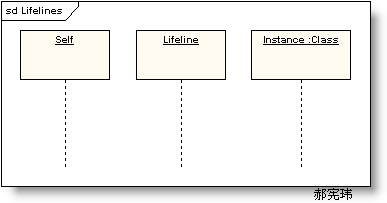 sd Lifelines
Self
Lifeline
Instance :Class
郝宪玮